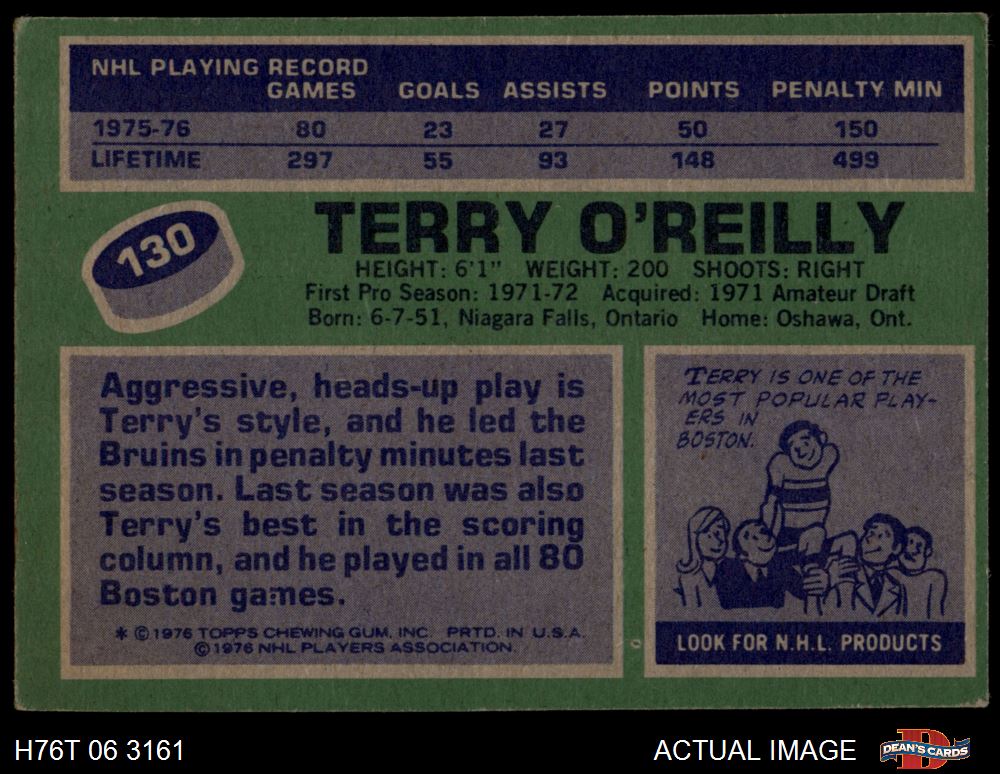 NHL PLAYING RECORD
GAMES GOALS ASSISTS POINTS PENALTY MIN
1975-76 80 23 27 50 150
LIFETIME 297 55 93 148 499
130
TERRY O'REILLY
HEIGHT: 6'1" WEIGHT: 200 SHOOTS: RIGHT
First Pro Season: 1971-72 Acquired: 1971 Amateur Draft
Born: 6-7-51, Niagara Falls, Ontario Home: Oshawa, Ont.
Aggressive, heads-up play is
Terry's style, and he led the
Bruins in penalty minutes last
season. Last season was also
Terry's best in the scoring
column, and he played in all 80
Boston games.
* © 1976 TOPPS CHEWING GUM, INC. PRTD. IN U.S.A.
© 1976 NHL PLAYERS ASSOCIATION.
TERRY IS ONE OF THE
MOST POPULAR PLAY-
ERS IN
BOSTON.
LOOK FOR N.H.L. PRODUCTS
H76T 06 3161
ACTUAL IMAGE
DEAN'S CARDS